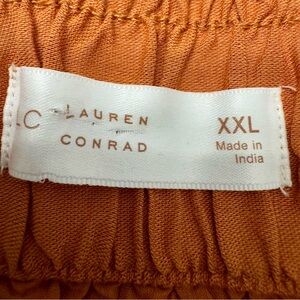 LC LAUREN
CONRAD
XXL
Made in
India